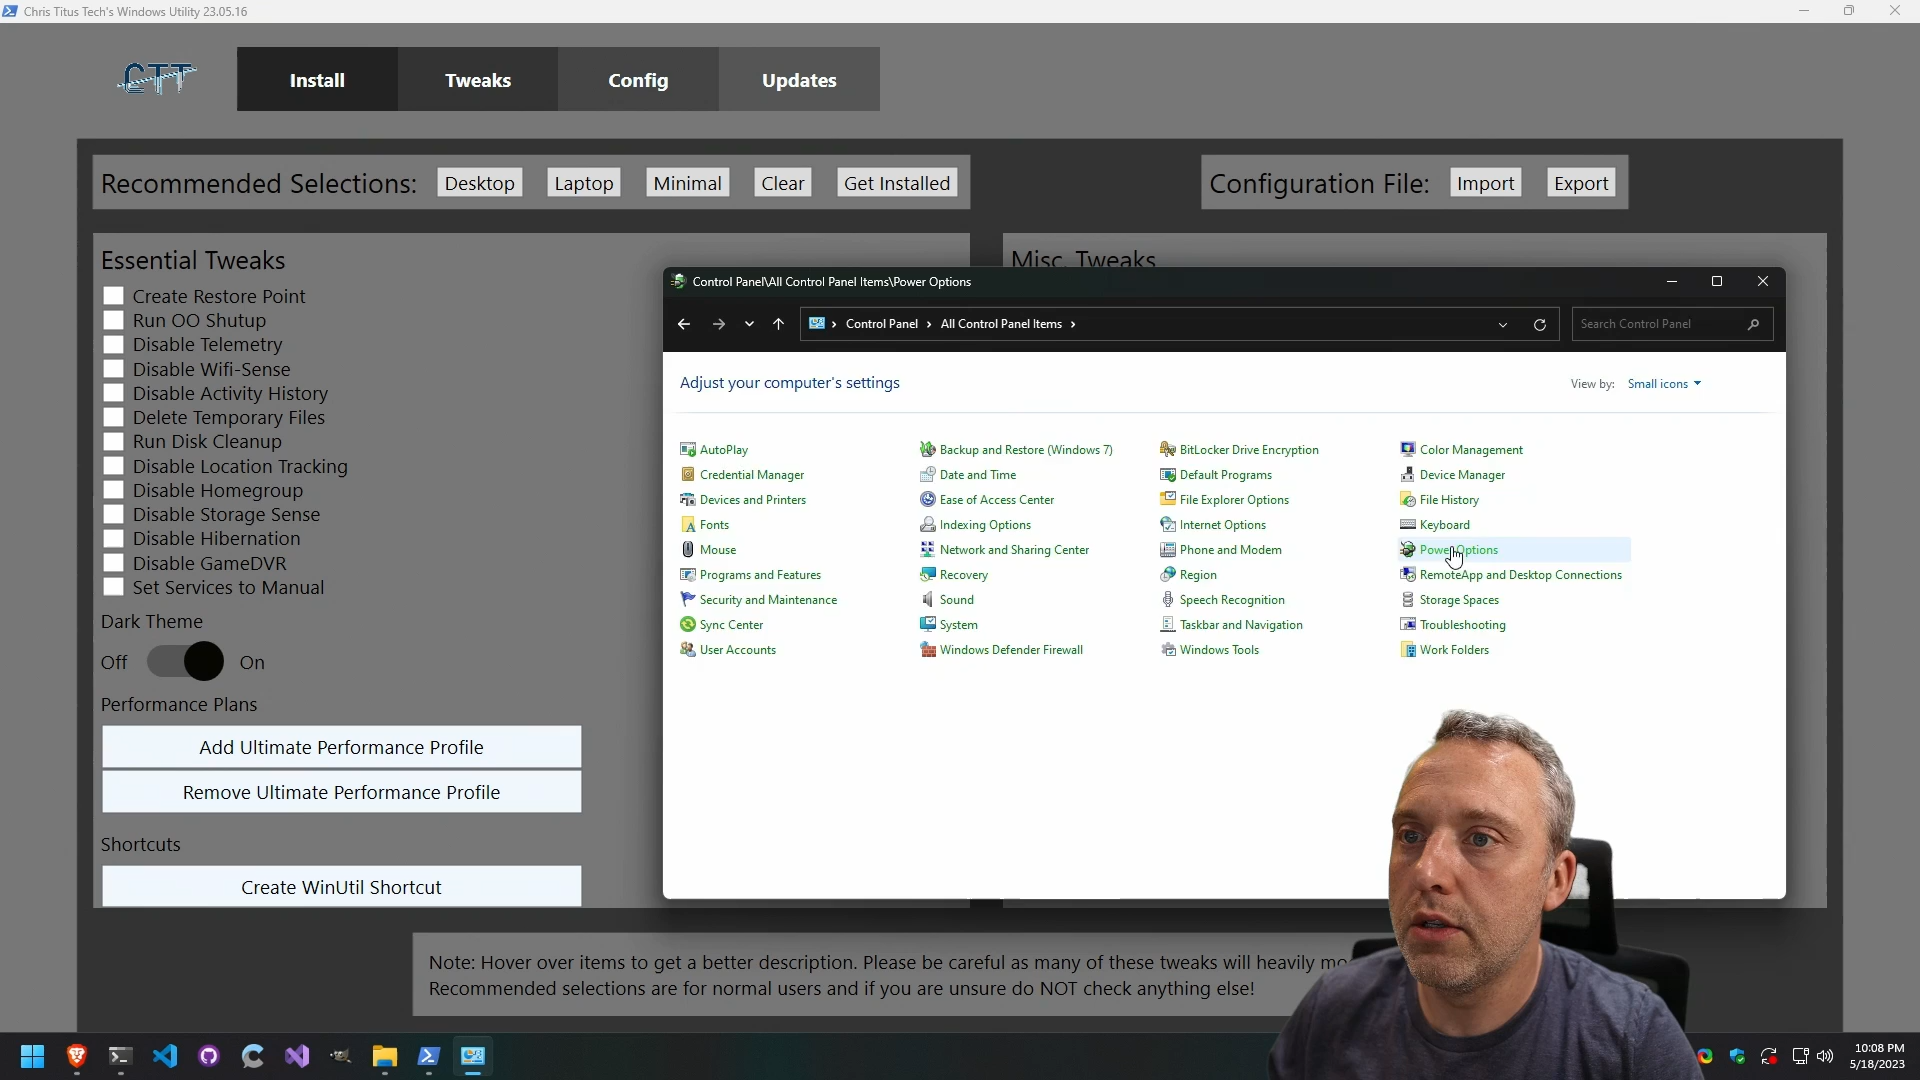 Chris Titus Tech's Windows Utility 23.05.16
CTT
Install
Tweaks
Config
Updates
Recommended Selections:
Desktop
Laptop
Minimal
Clear
Get Installed
Configuration File:
Import
Export
Essential Tweaks
Create Restore Point
Run OO Shutup
Disable Telemetry
Disable Wifi-Sense
Disable Activity History
Delete Temporary Files
Run Disk Cleanup
Disable Location Tracking
Disable Homegroup
Disable Storage Sense
Disable Hibernation
Disable GameDVR
Set Services to Manual
Dark Theme
Off
On
Performance Plans
Add Ultimate Performance Profile
Remove Ultimate Performance Profile
Shortcuts
Create WinUtil Shortcut
Misc. Tweaks
Control Panel\All Control Panel Items\Power Options
Control Panel
All Control Panel Items
Search Control Panel
Adjust your computer's settings
View by:
Small icons
AutoPlay
Backup and Restore (Windows 7)
BitLocker Drive Encryption
Color Management
Credential Manager
Date and Time
Default Programs
Device Manager
Devices and Printers
Ease of Access Center
File Explorer Options
File History
Fonts
Indexing Options
Internet Options
Keyboard
Mouse
Network and Sharing Center
Phone and Modem
Power Options
Programs and Features
Recovery
Region
RemoteApp and Desktop Connections
Security and Maintenance
Sound
Speech Recognition
Storage Spaces
Sync Center
System
Taskbar and Navigation
Troubleshooting
User Accounts
Windows Defender Firewall
Windows Tools
Work Folders
Note: Hover over items to get a better description. Please be careful as many of these tweaks will heavily
Recommended selections are for normal users and if you are unsure do NOT check anything else!
10:08 PM
5/18/2023